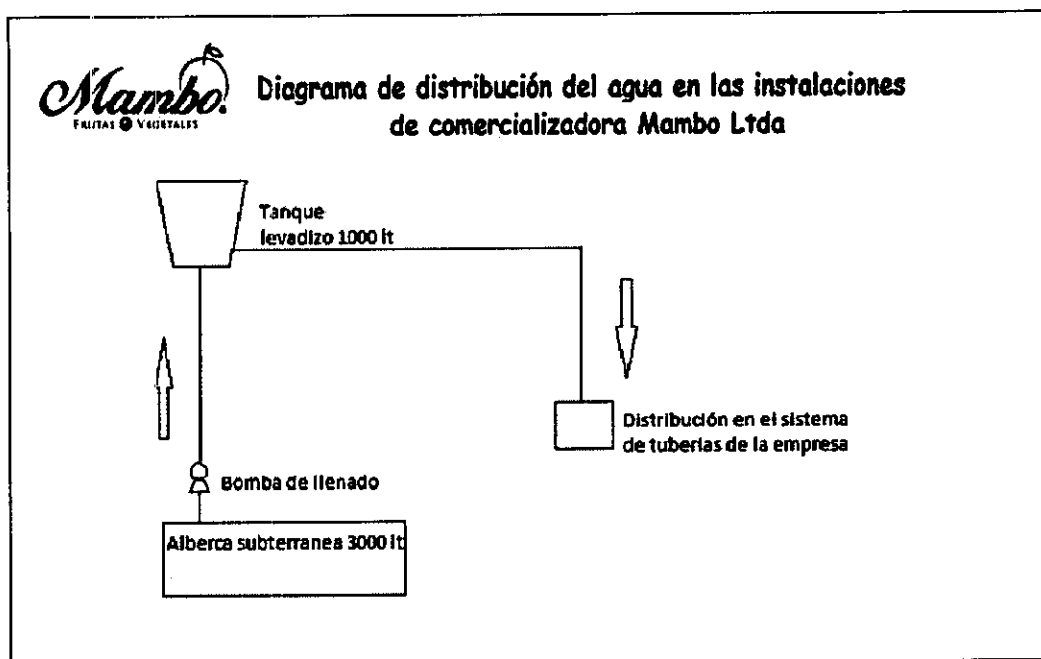 Mambo.
FRUTAS VEGETALES
Diagrama de distribución del agua en las instalaciones
de comercializadora Mambo Ltda
Tanque
levadizo 1000 lt
Distribución en el sistema
de tuberías de la empresa
Bomba de llenado
Alberca subterranea 3000 lt